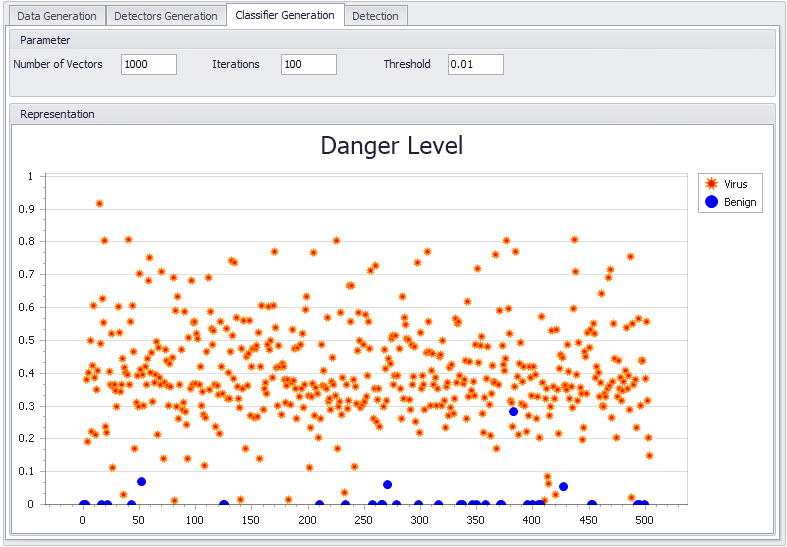 Data Generation Detectors Generation Classifier Generation Detection
Parameter
Number of Vectors 1000 Iterations 100 Threshold 0.01
Representation
Danger Level
1
0.9
0.8
0.7
0.6
0.5
0.4
0.3
0.2
0.1
0
0 50 100 150 200 250 300 350 400 450 500
Virus
Benign